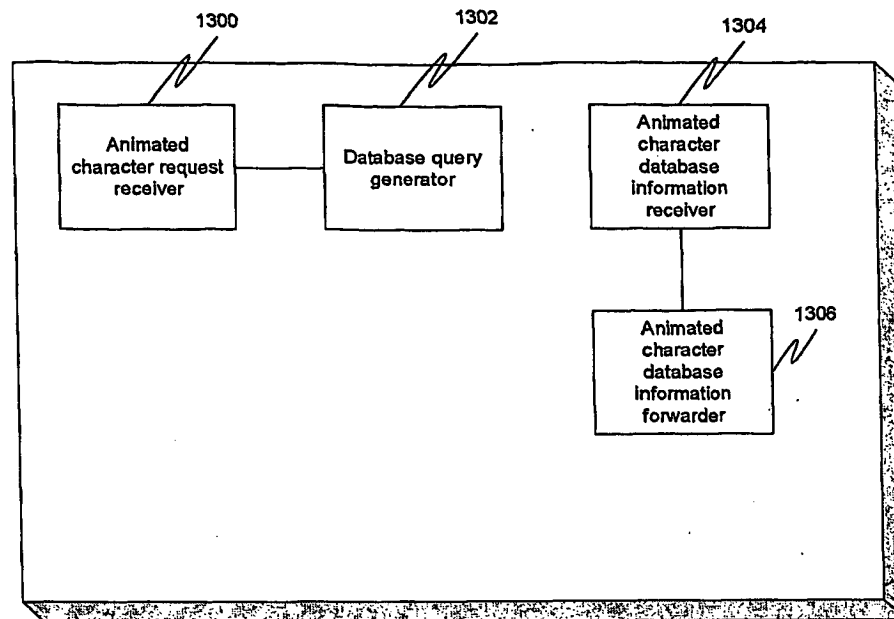 1300
1302
1304
Animated
character request
receiver
Database query
generator
Animated
character
database
information
receiver
1306
Animated
character
database
information
forwarder